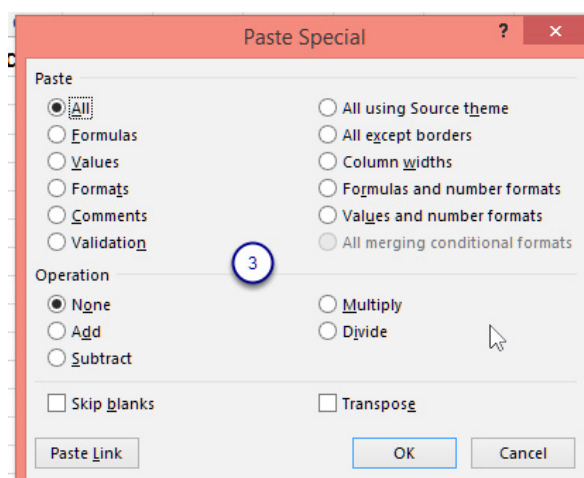 Paste Special ? ×
Paste
All
Formulas
Values
Formats
Comments
Validation
All using Source theme
All except borders
Column widths
Formulas and number formats
Values and number formats
All merging conditional formats
3
Operation
None
Add
Subtract
Multiply
Divide
Skip blanks
Transpose
Paste Link
OK
Cancel